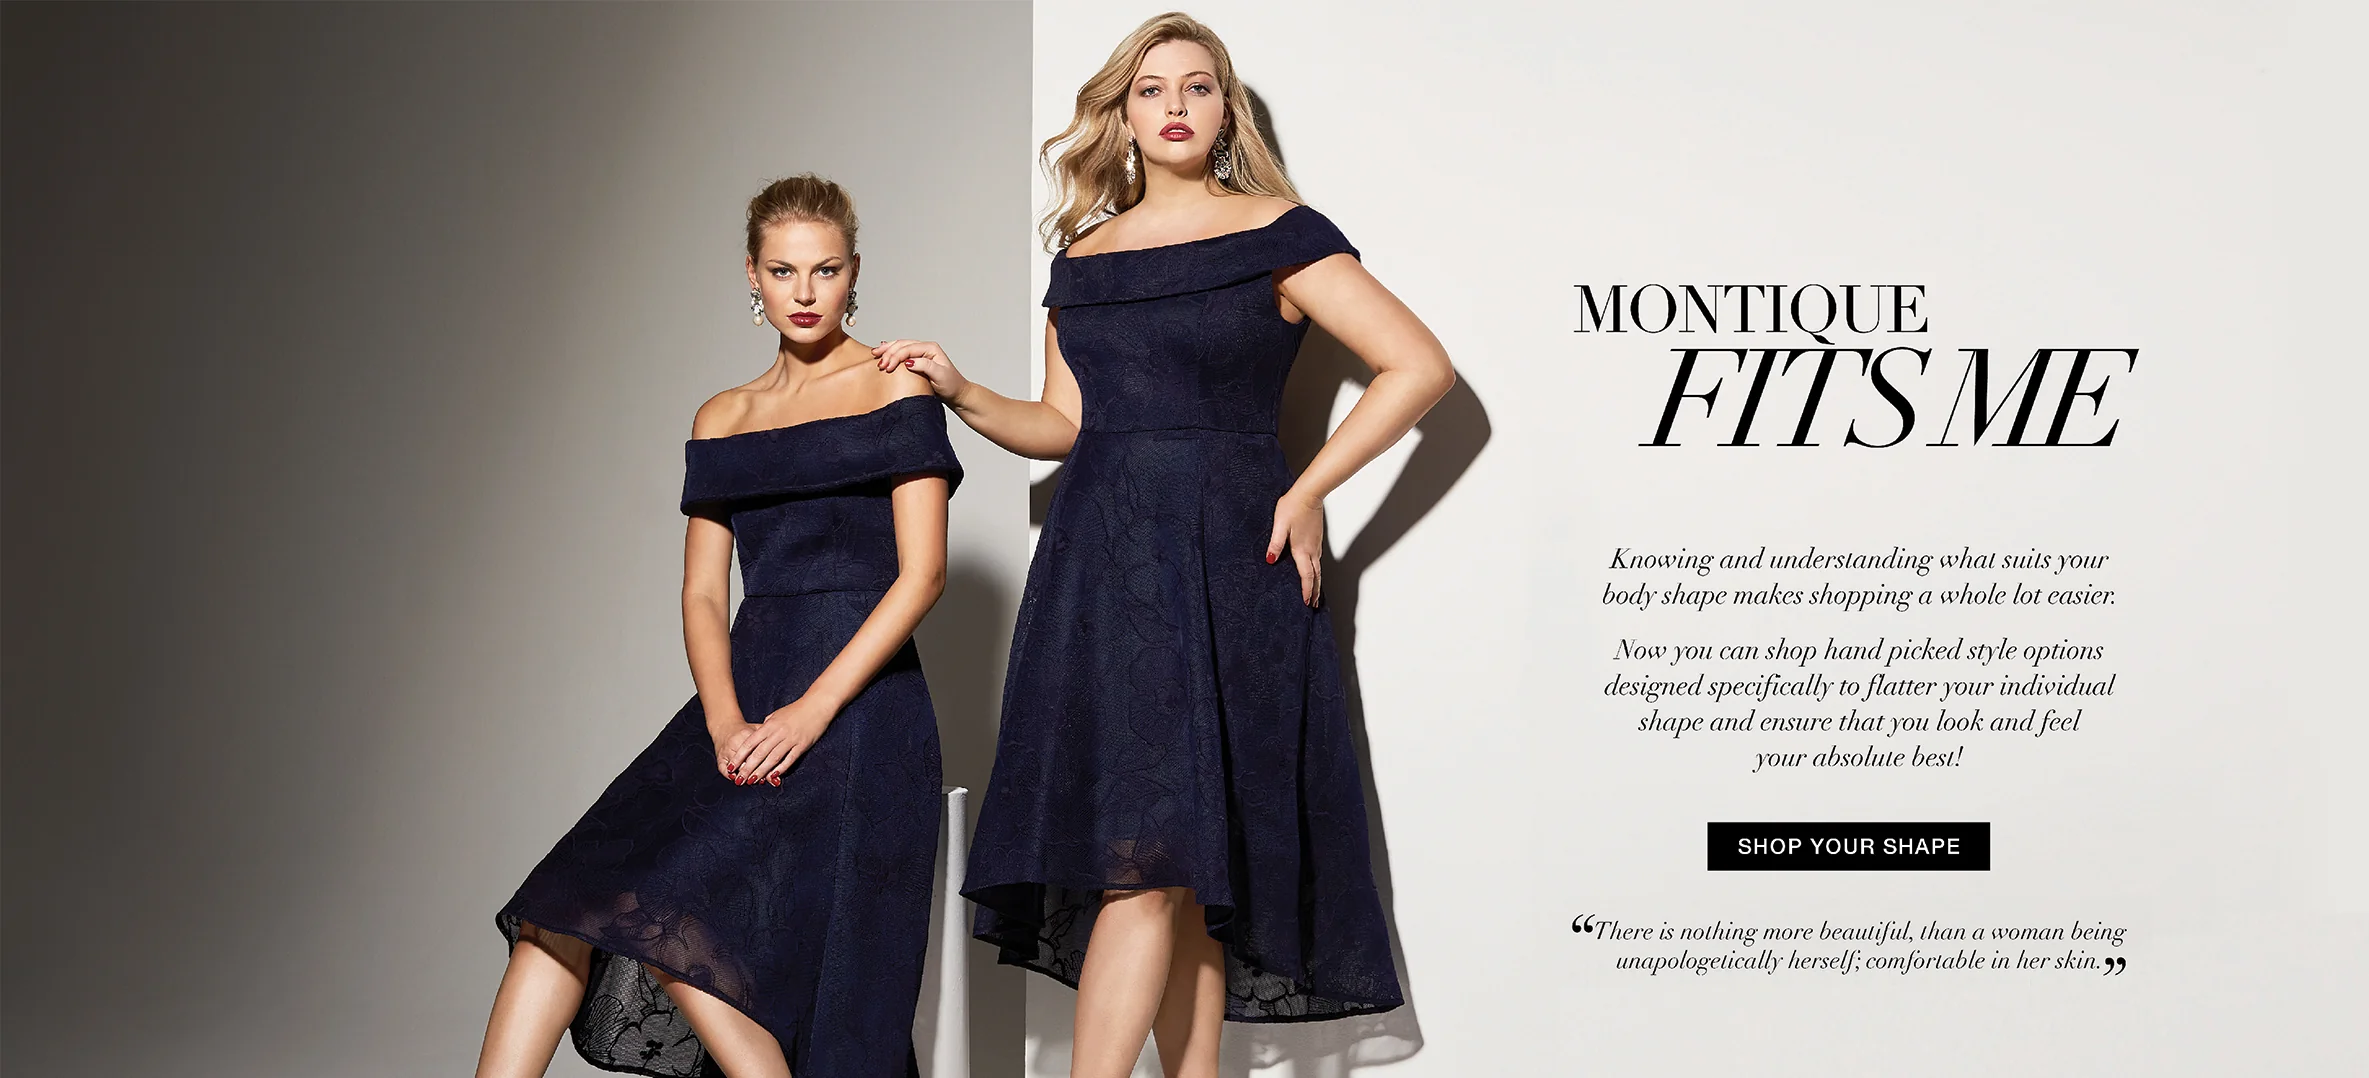 MONTIQUE
FITS ME
Knowing and understanding what suits your
body shape makes shopping a whole lot easier.
Now you can shop hand picked style options
designed specifically to flatter your individual
shape and ensure that you look and feel
your absolute best!
SHOP YOUR SHAPE
“There is nothing more beautiful, than a woman being
unapologetically herself; comfortable in her skin.”